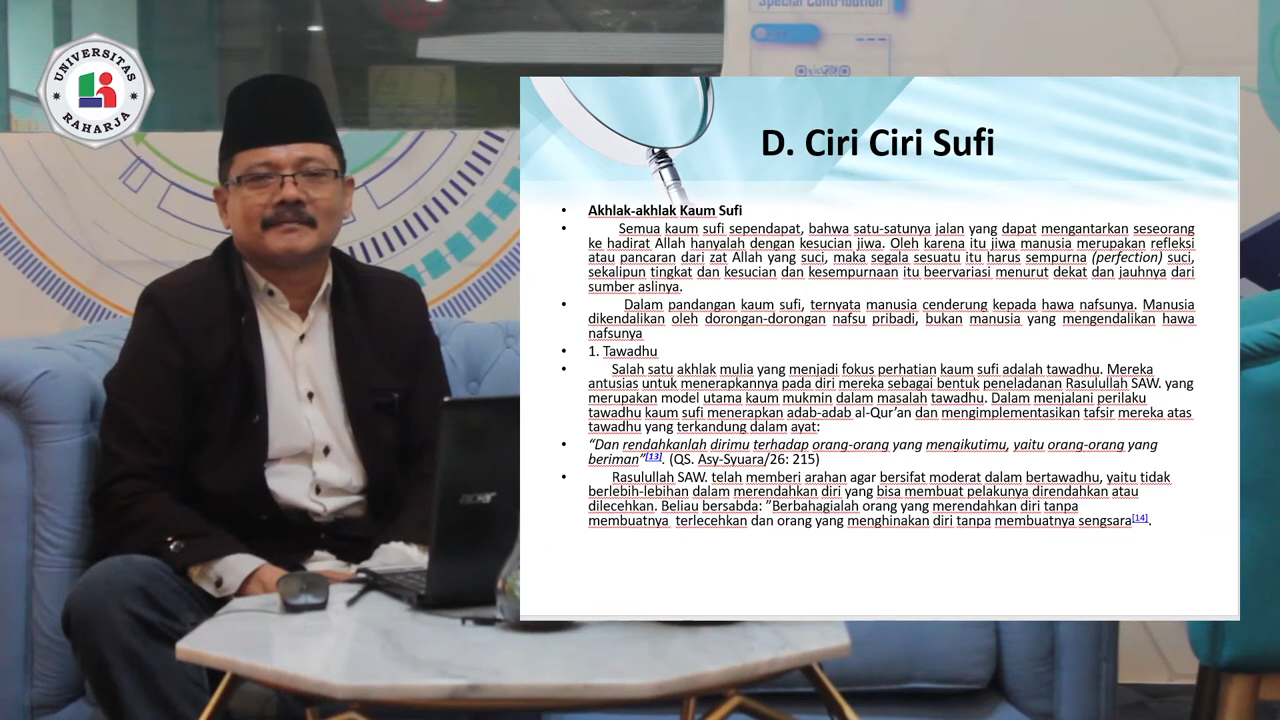 Special Contribution
UNIVERSITAS
RAHARJA
D. Ciri Ciri Sufi
• Akhlak-akhlak Kaum Sufi
• Semua kaum sufi sependapat, bahwa satu-satunya jalan yang dapat mengantarkan seseorang
ke hadirat Allah hanyalah dengan kesucian jiwa. Oleh karena itu jiwa manusia merupakan refleksi
atau pancaran dari zat Allah yang suci, maka segala sesuatu itu harus sempurna (perfection) suci,
sekalipun tingkat dan kesucian dan kesempurnaan itu beervariasi menurut dekat dan jauhnya dari
sumber aslinya.
• Dalam pandangan kaum sufi, ternyata manusia cenderung kepada hawa nafsunya. Manusia
dikendalikan oleh dorongan-dorongan nafsu pribadi, bukan manusia yang mengendalikan hawa
nafsunya
• 1. Tawadhu
• Salah satu akhlak mulia yang menjadi fokus perhatian kaum sufi adalah tawadhu. Mereka
antusias untuk menerapkannya pada diri mereka sebagai bentuk peneladanan Rasulullah SAW. yang
merupakan model utama kaum mukmin dalam masalah tawadhu. Dalam menjalani perilaku
tawadhu kaum sufi menerapkan adab-adab al-Qur’an dan mengimplementasikan tafsir mereka atas
tawadhu yang terkandung dalam ayat:
• “Dan rendahkanlah dirimu terhadap orang-orang yang mengikutimu, yaitu orang-orang yang
beriman”[13]. (QS. Asy-Syuara/26: 215)
• Rasulullah SAW. telah memberi arahan agar bersifat moderat dalam bertawadhu, yaitu tidak
berlebih-lebihan dalam merendahkan diri yang bisa membuat pelakunya direndahkan atau
dilecehkan. Beliau bersabda: ”Berbahagialah orang yang merendahkan diri tanpa
membuatnya terlecehkan dan orang yang menghinakan diri tanpa membuatnya sengsara[14].
acer